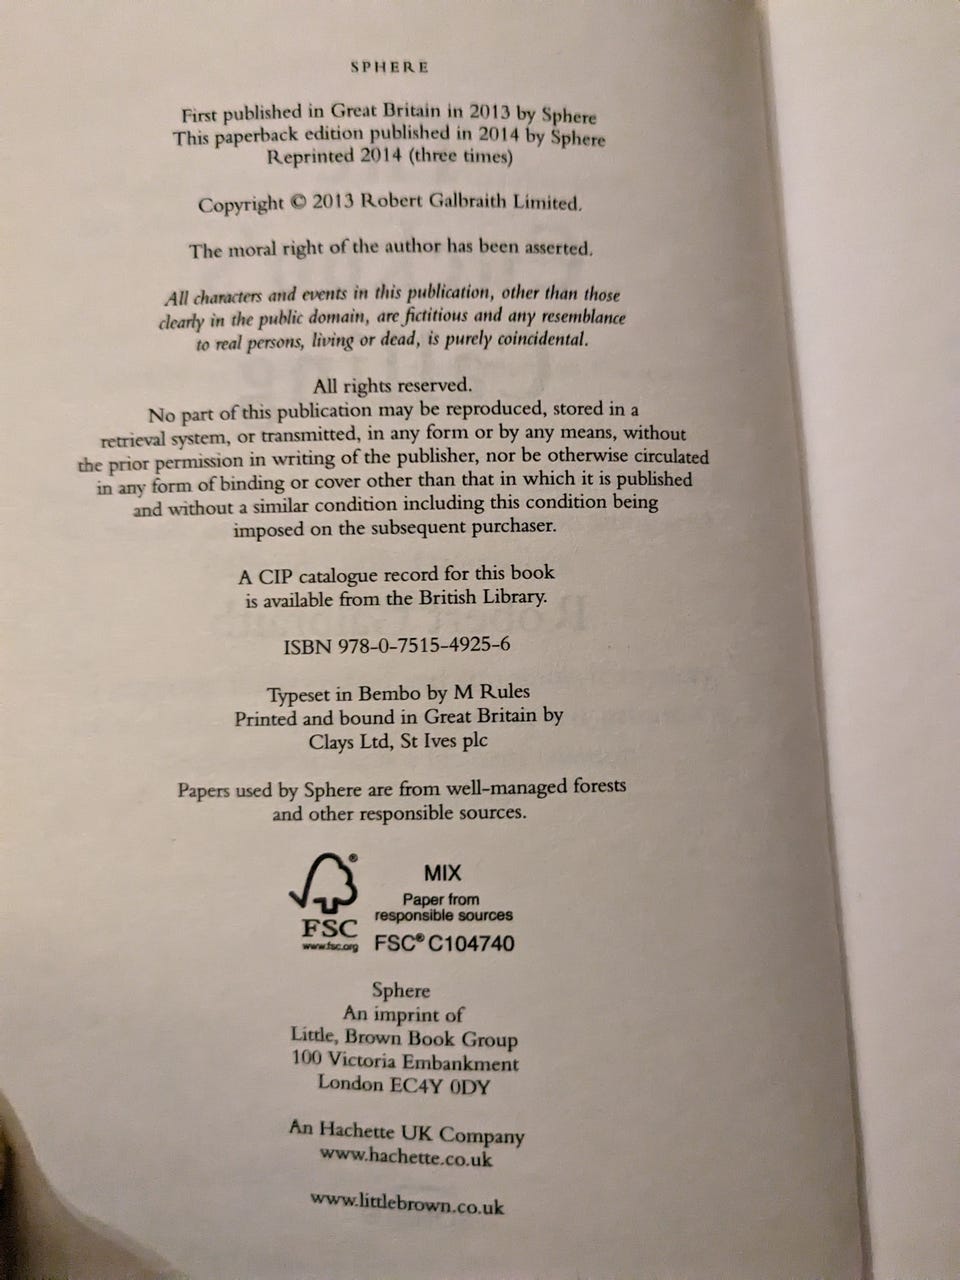 SPHERE
First published in Great Britain in 2013 by Sphere
This paperback edition published in 2014 by Sphere
Reprinted 2014 (three times)
Copyright © 2013 Robert Galbraith Limited.
The moral right of the author has been asserted.
All characters and events in this publication, other than those
clearly in the public domain, are fictitious and any resemblance
to real persons, living or dead, is purely coincidental.
All rights reserved.
No part of this publication may be reproduced, stored in a
retrieval system, or transmitted, in any form or by any means, without
the prior permission in writing of the publisher, nor be otherwise circulated
in any form of binding or cover other than that in which it is published
and without a similar condition including this condition being
imposed on the subsequent purchaser.
A CIP catalogue record for this book
is available from the British Library.
ISBN 978-0-7515-4925-6
Typeset in Bembo by M Rules
Printed and bound in Great Britain by
Clays Ltd, St Ives plc
Papers used by Sphere are from well-managed forests
and other responsible sources.
®
FSC
www.fsc.org
MIX
Paper from
responsible sources
FSC® C104740
Sphere
An imprint of
Little, Brown Book Group
100 Victoria Embankment
London EC4Y 0DY
An Hachette UK Company
www.hachette.co.uk
www.littlebrown.co.uk